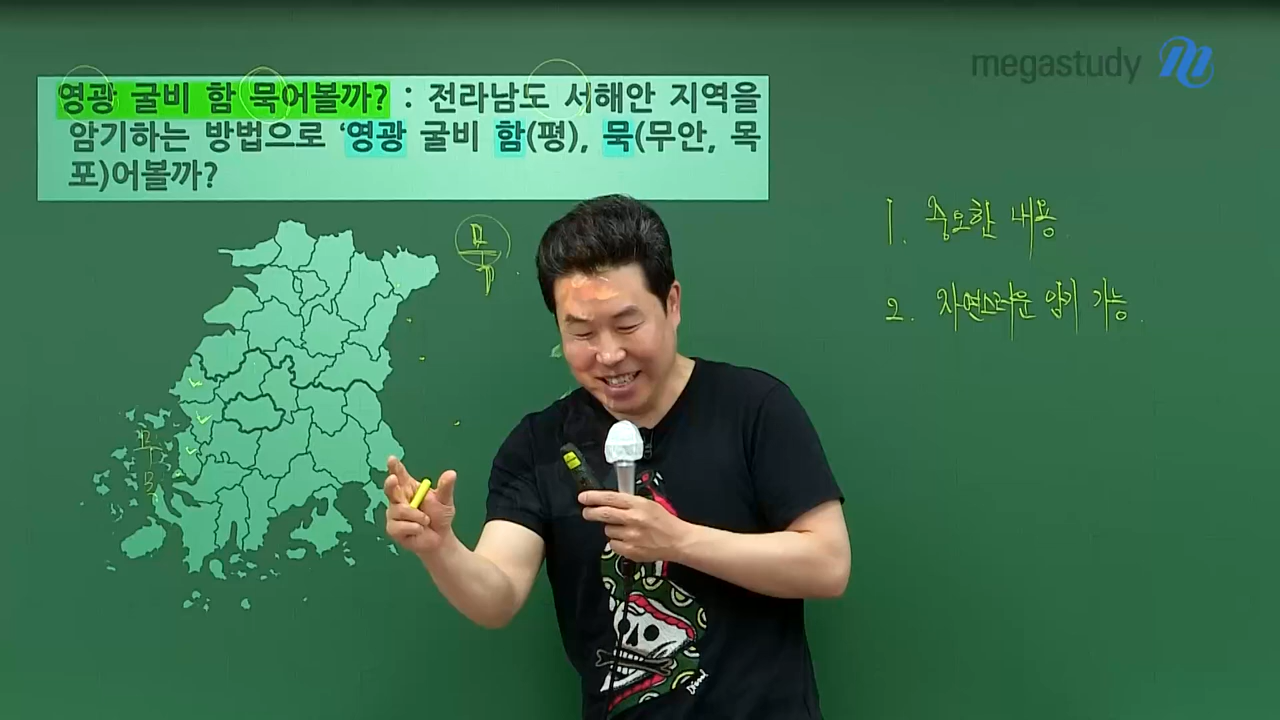 megastudy
영광 굴비 함 묵어볼까? : 전라남도 서해안 지역을
암기하는 방법으로 ‘영광 굴비 함(평), 묵(무안, 목
포)어볼까?
1. 중요한 내용
2. 자연스러운 암기 가능.
무
목